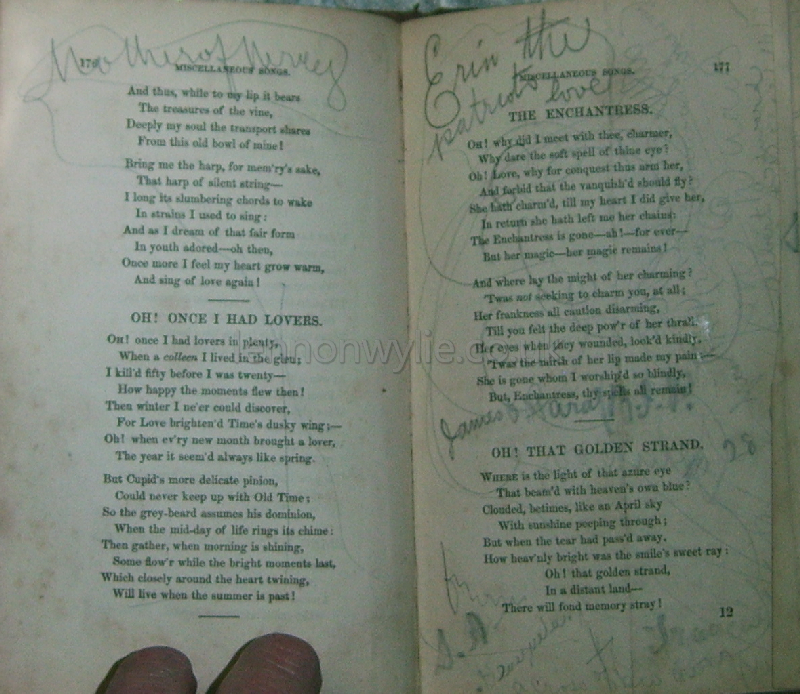 Mother of Mercy
176
MISCELLANEOUS SONGS.
And thus, while to my lip it bears
The treasures of the vine,
Deeply my soul the transport shares
From this old bowl of mine!
Bring me the harp, for mem'ry's sake,
That harp of silent string—
I long its slumbering chords to wake
In strains I used to sing:
And as I dream of that fair form
In youth adored—oh then,
Once more I feel my heart grow warm,
And sing of love again!
OH! ONCE I HAD LOVERS.
OH! once I had lovers in plenty,
When a colleen I lived in the glen;
I kill'd fifty before I was twenty—
How happy the moments flew then!
Then winter I ne'er could discover,
For Love brighten'd Time's dusky wing;—
Oh! when ev'ry new month brought a lover,
The year it seem'd always like spring.
But Cupid's more delicate pinion,
Could never keep up with Old Time;
So the grey-beard assumes his dominion,
When the mid-day of life rings its chime:
Then gather, when morning is shining,
Some flow'r while the bright moments last,
Which closely around the heart twining,
Will live when the summer is past!
Erin the
patriots love
MISCELLANEOUS SONGS.
177
THE ENCHANTRESS.
OH! why did I meet with thee, charmer,
Why dare the soft spell of thine eye?
Oh! Love, why for conquest thus arm her,
And forbid that the vanquish'd should fly?
She hath charm'd, till my heart I did give her,
In return she hath left me her chains:
The Enchantress is gone—ah!—for ever—
But her magic—her magic remains!
And where lay the might of her charming?
'Twas not seeking to charm you, at all;
Her frankness all caution disarming,
Till you felt the deep pow'r of her thrall.
Her eyes when they wounded, look'd kindly,
'Twas the mirth of her lip made my pain;—
She is gone whom I worship'd so blindly,
But, Enchantress, thy spells all remain!
James
28
OH! THAT GOLDEN STRAND.
WHERE is the light of that azure eye
That beam'd with heaven's own blue?
Clouded, betimes, like an April sky
With sunshine peeping through;
But when the tear had pass'd away.
How heav'nly bright was the smile's sweet ray:
Oh! that golden strand,
In a distant land—
There will fond memory stray!
12